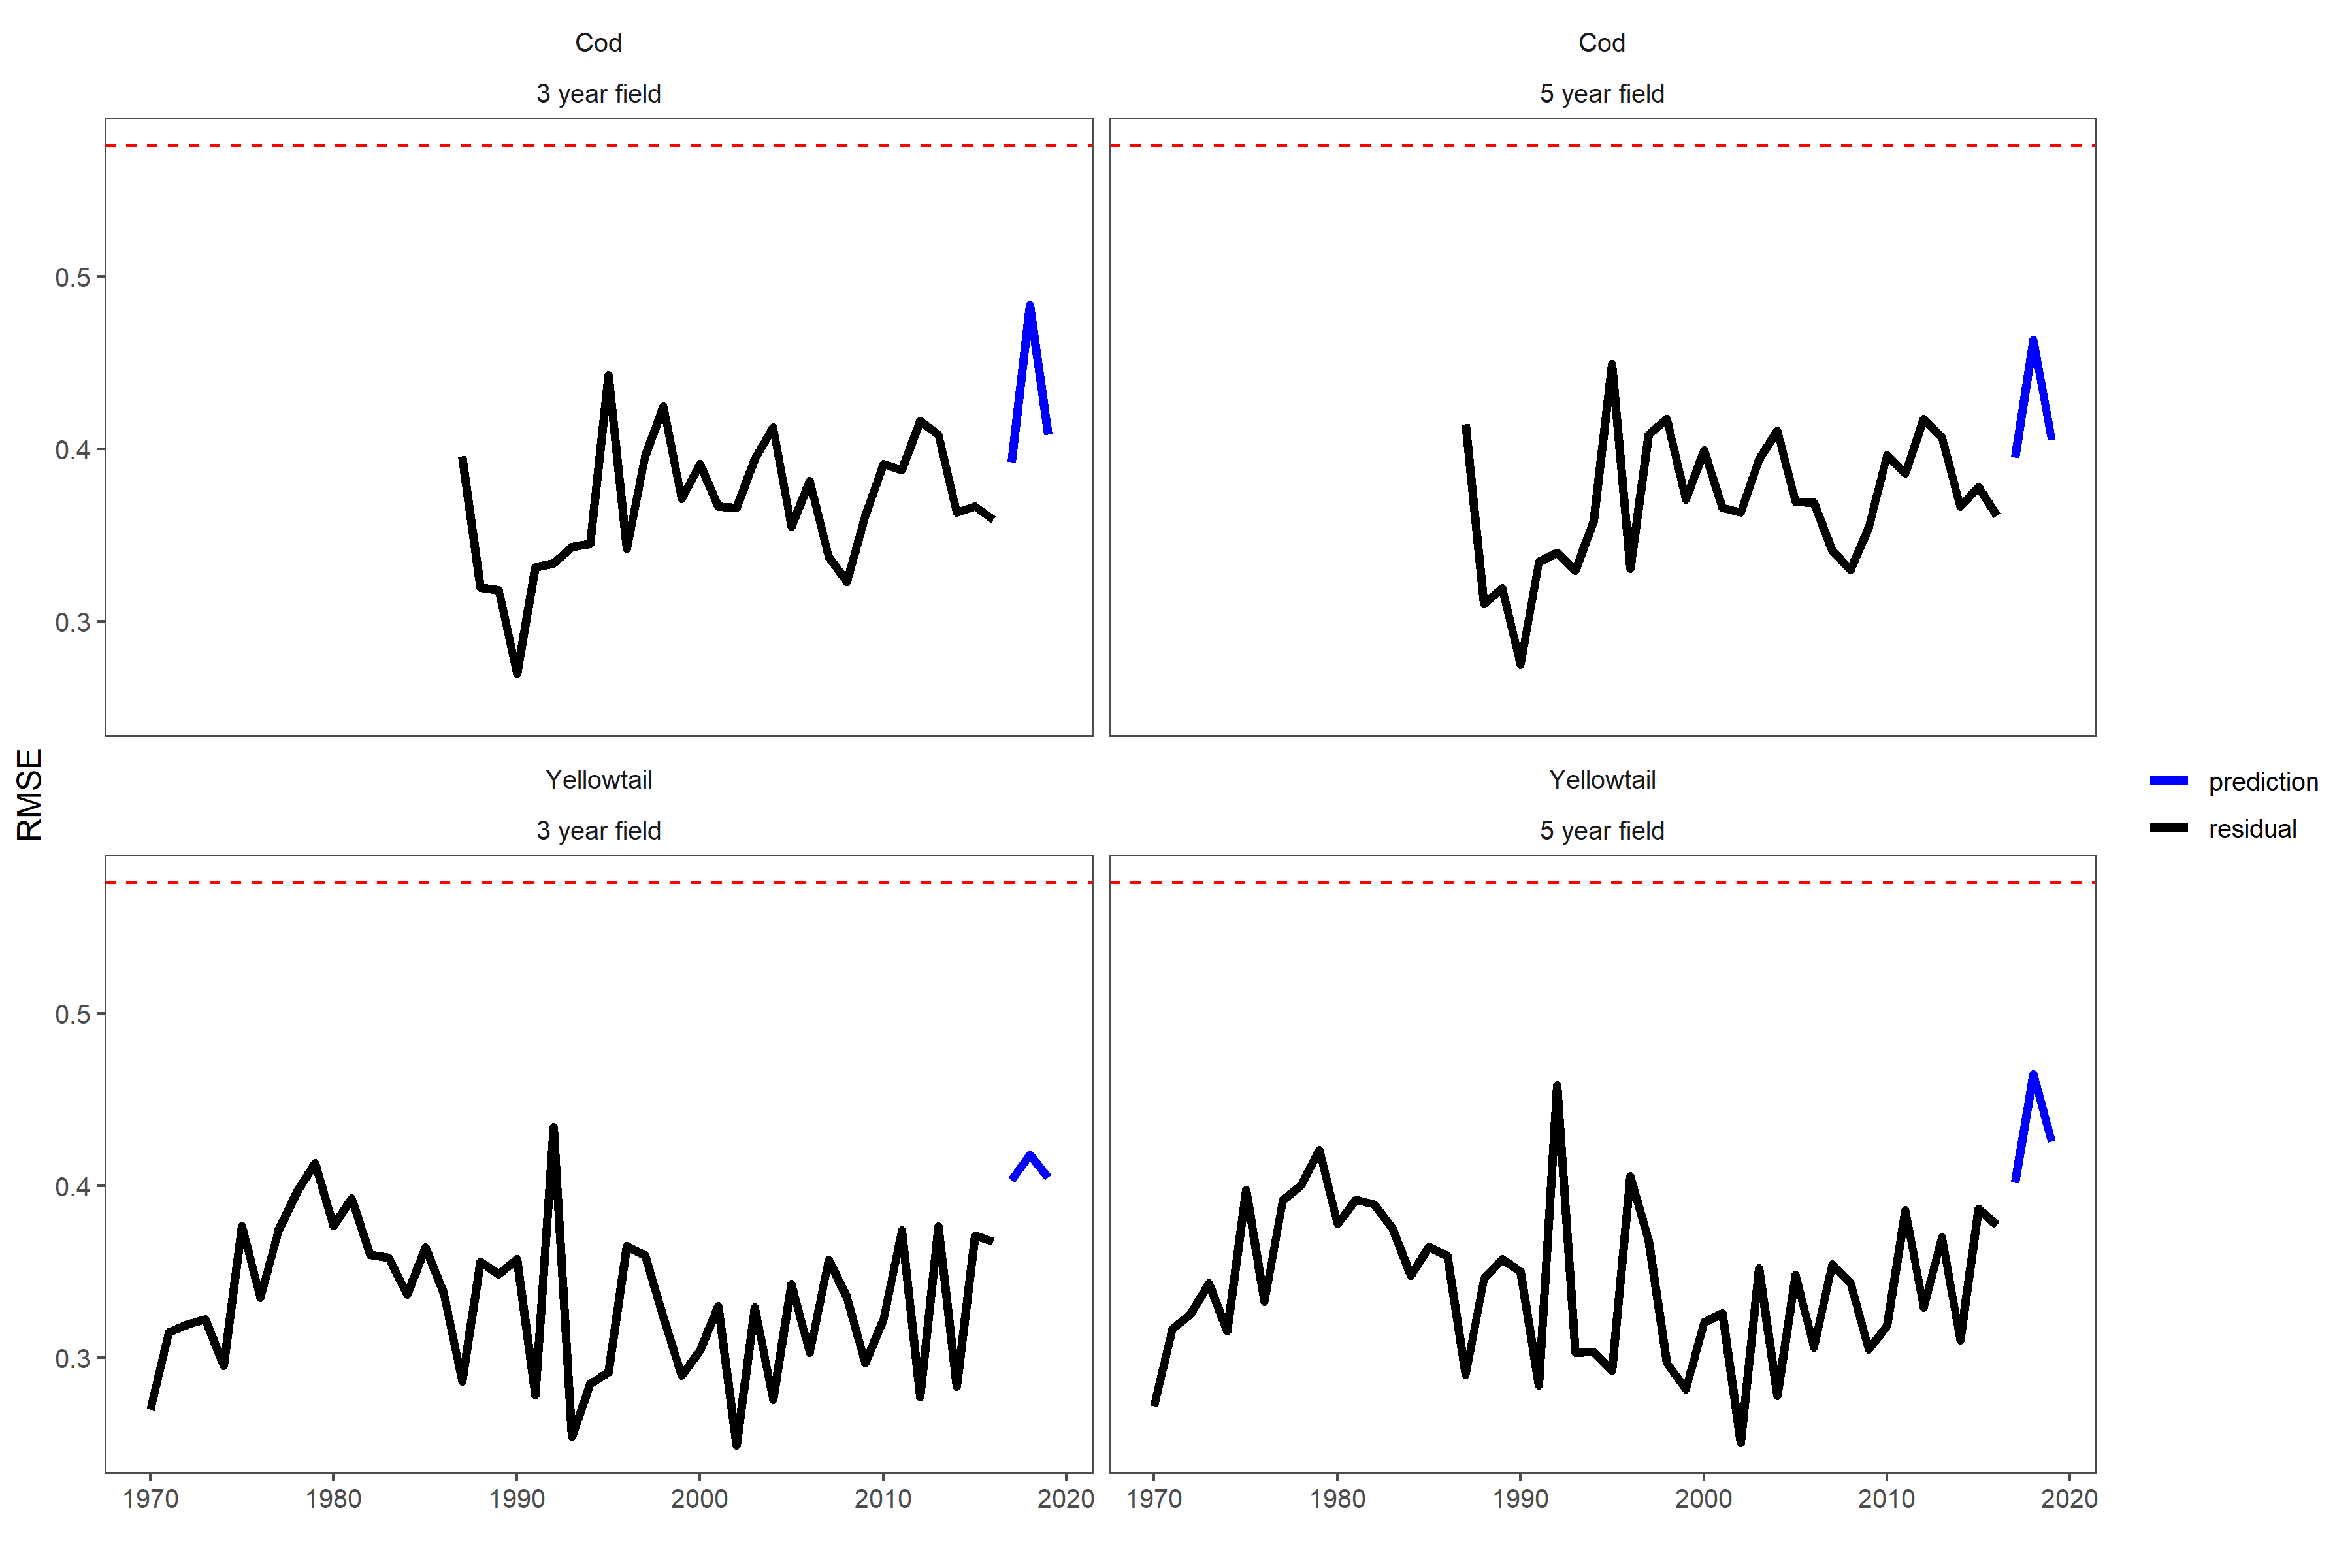 Cod
3 year field
Cod
5 year field
0.5
0.4
0.3
RMSE
Yellowtail
3 year field
Yellowtail
5 year field
0.5
0.4
0.3
1970 1980 1990 2000 2010 2020
1970 1980 1990 2000 2010 2020
prediction
residual